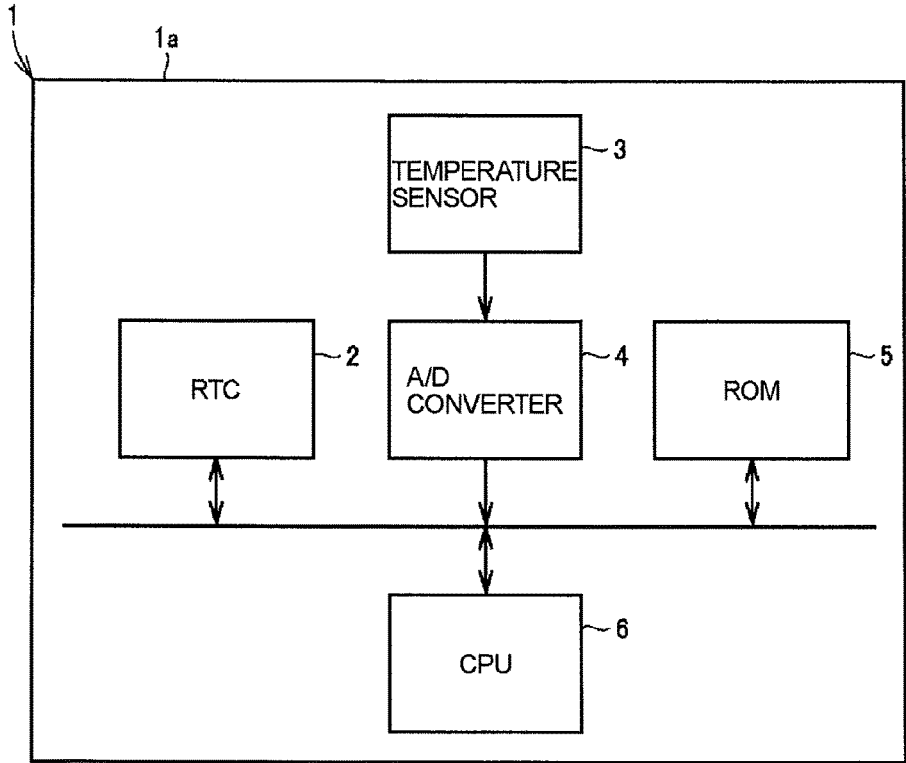 1
1a
TEMPERATURE
SENSOR
3
RTC
2
A/D
CONVERTER
4
ROM
5
CPU
6